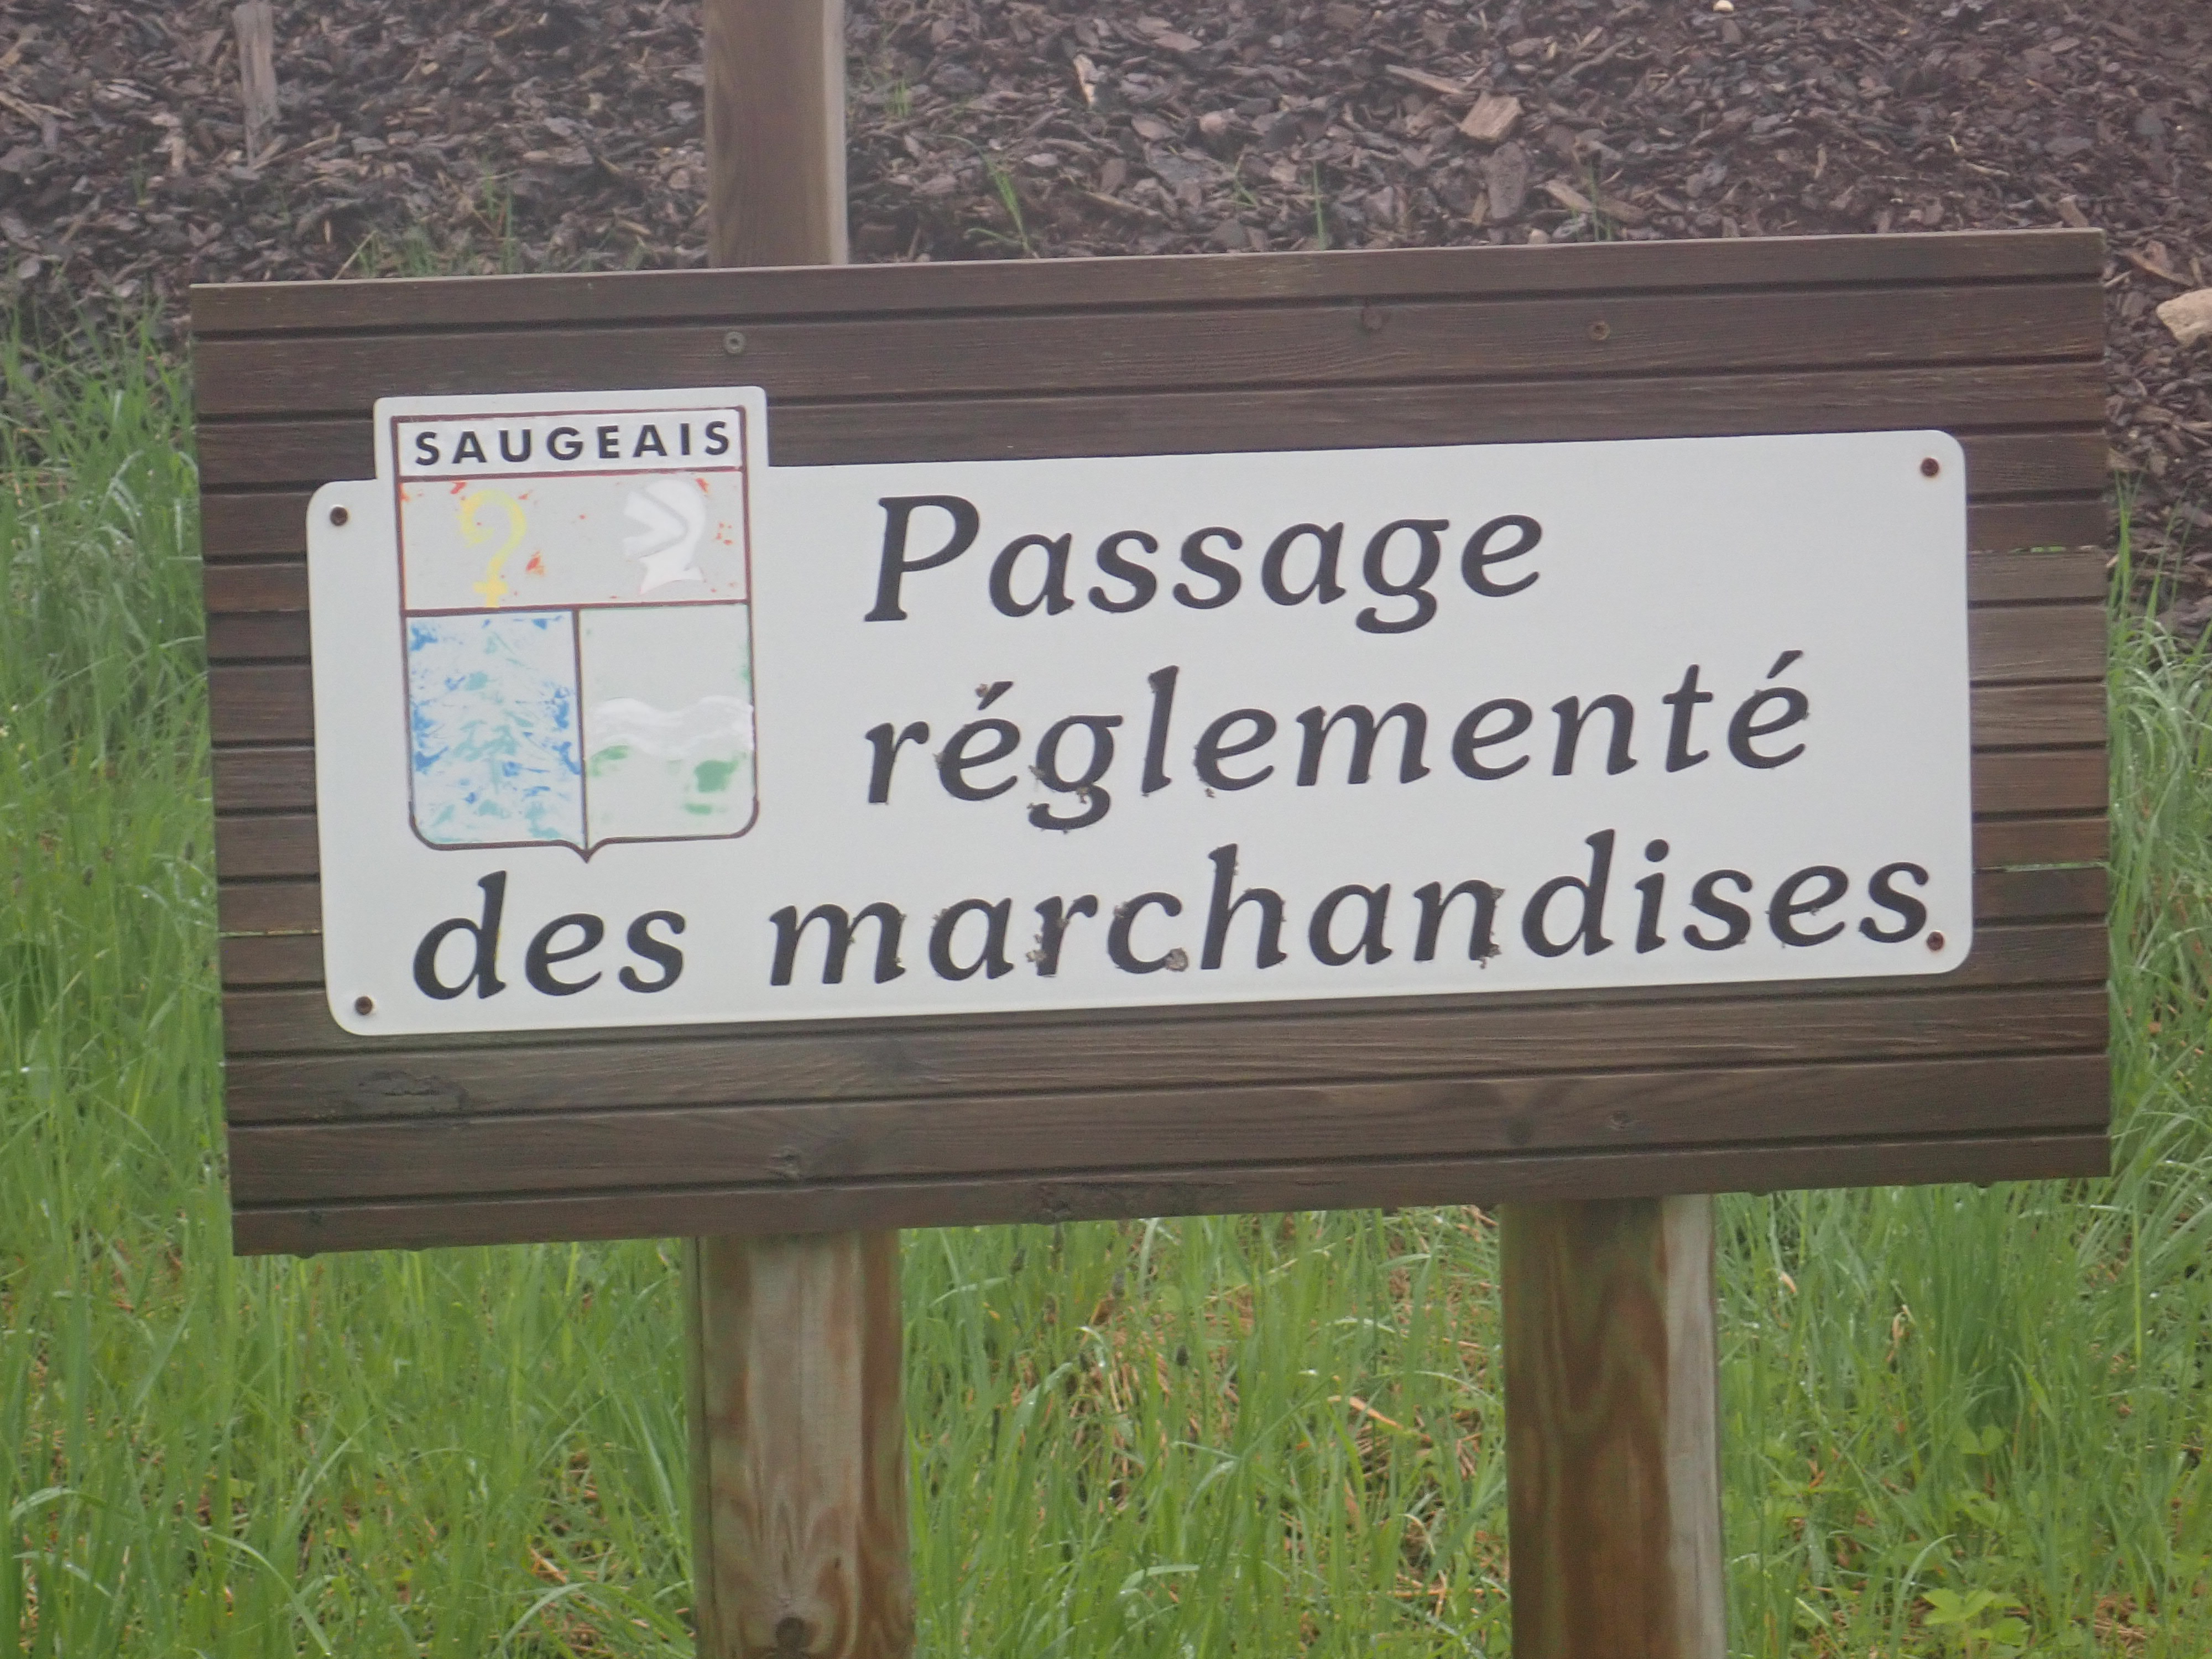 SAUGEAIS
Passage
réglementé
des marchandises